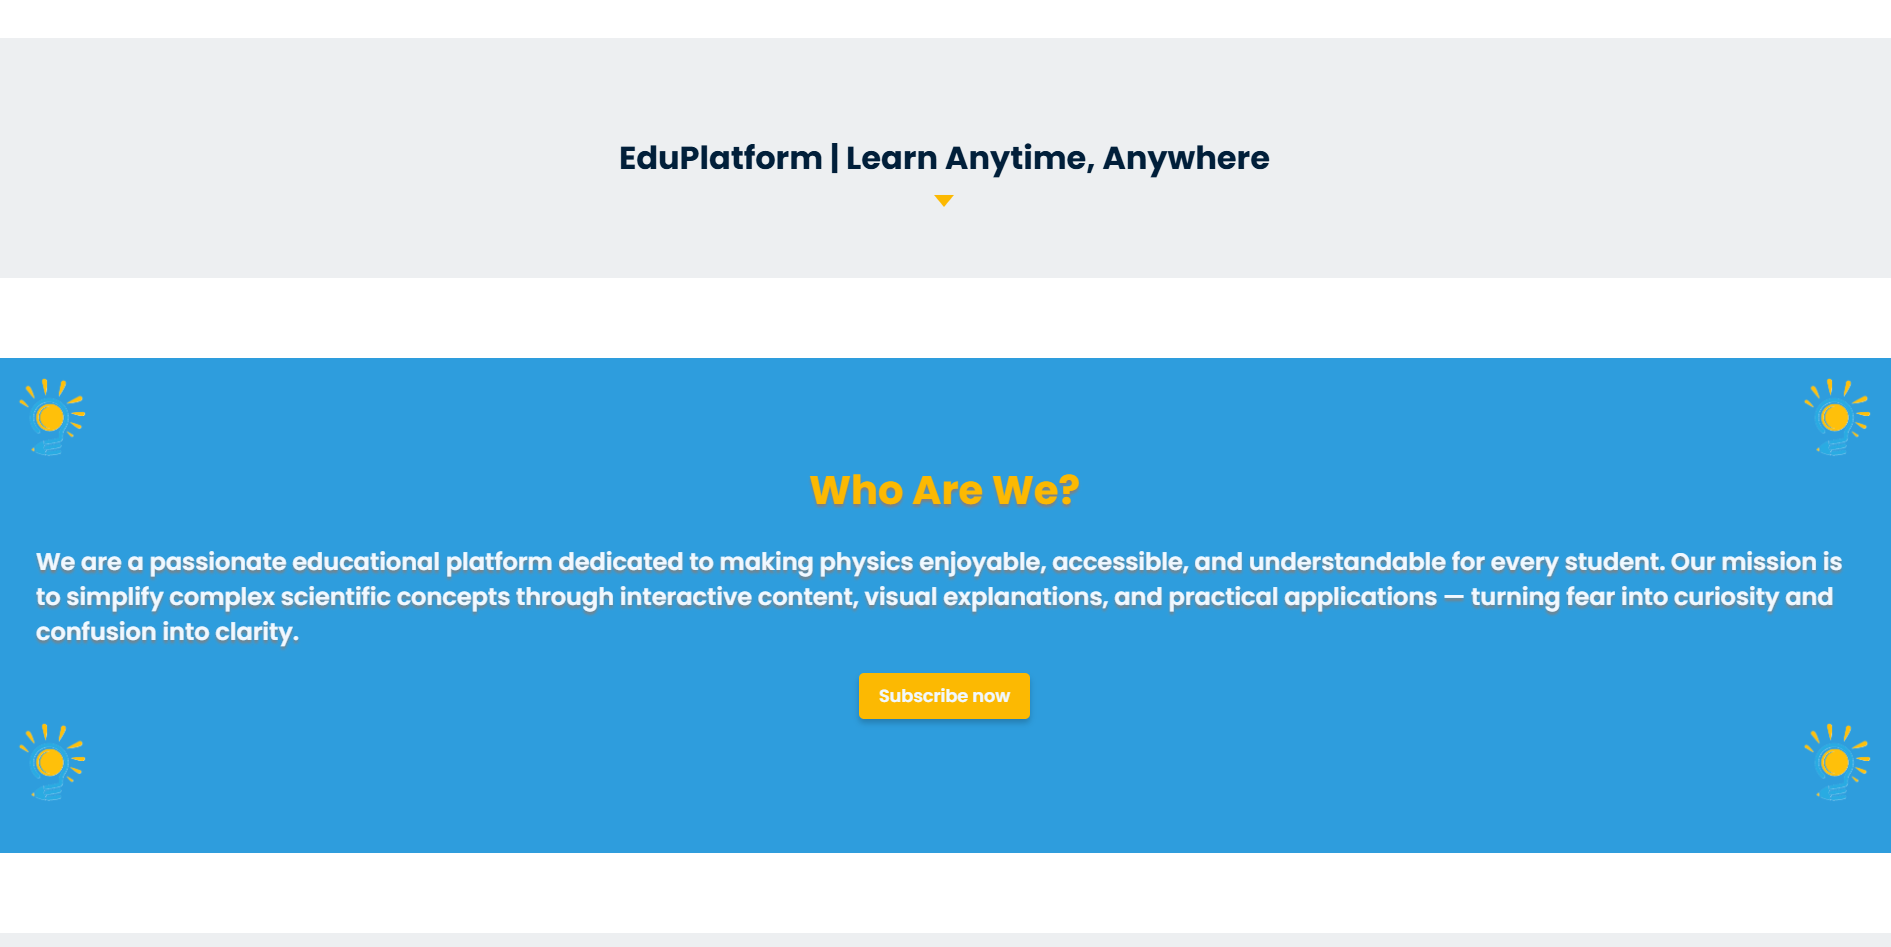 EduPlatform | Learn Anytime, Anywhere
Who Are We?
We are a passionate educational platform dedicated to making physics enjoyable, accessible, and understandable for every student. Our mission is
to simplify complex scientific concepts through interactive content, visual explanations, and practical applications — turning fear into curiosity and
confusion into clarity.
Subscribe now